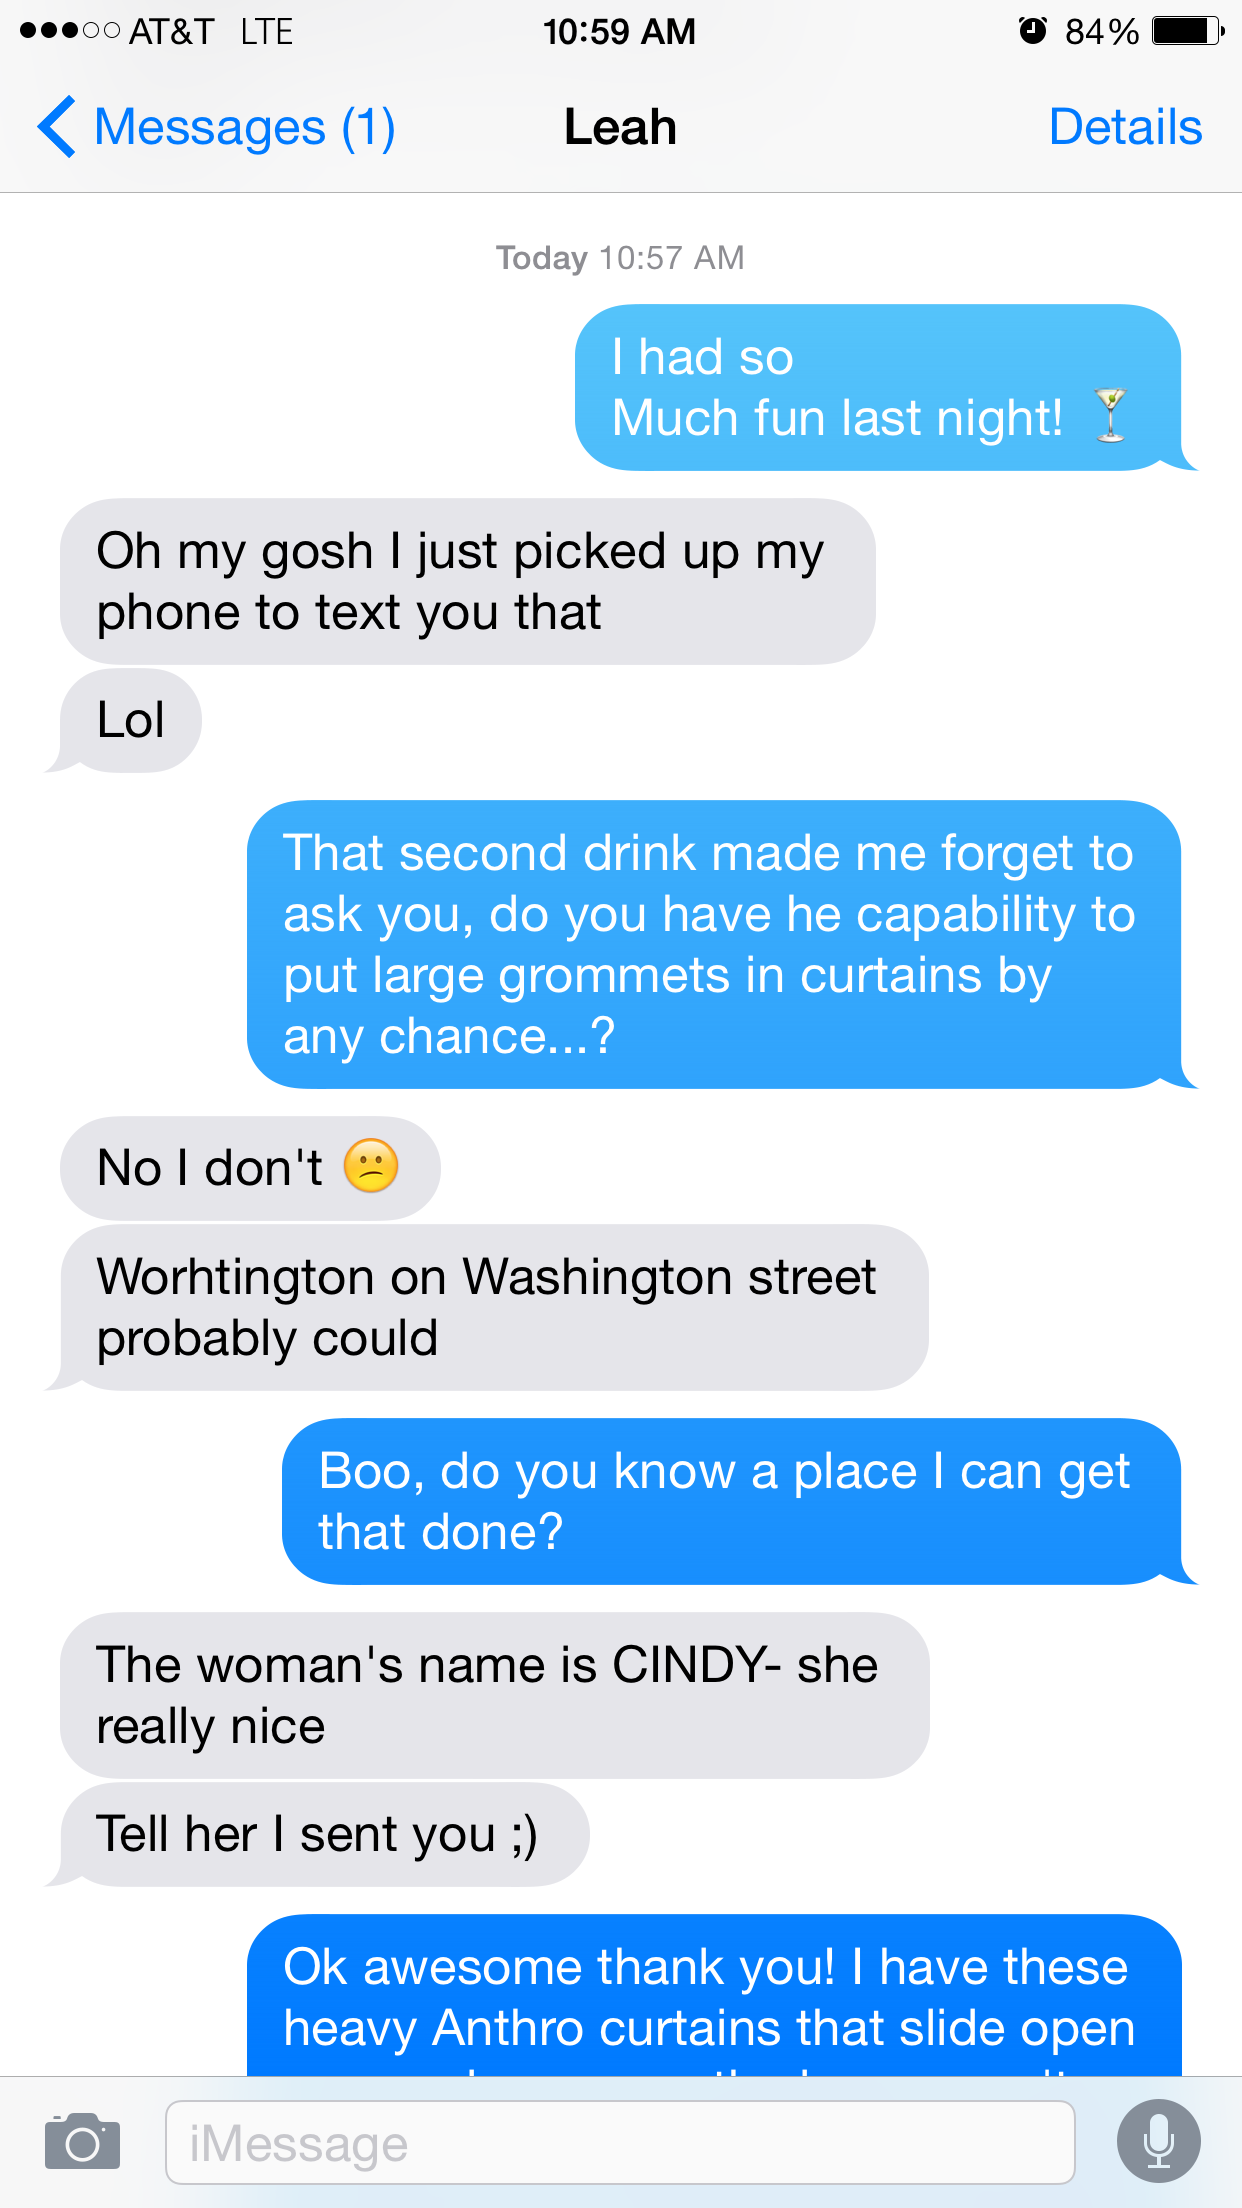 AT&T LTE 10:59 AM 84%
Messages (1) Leah Details
Today 10:57 AM
I had so
Much fun last night! 🍸
Oh my gosh I just picked up my
phone to text you that
Lol
That second drink made me forget to
ask you, do you have he capability to
put large grommets in curtains by
any chance...?
No I don't 😕
Worhtington on Washington street
probably could
Boo, do you know a place I can get
that done?
The woman's name is CINDY- she
really nice
Tell her I sent you ;)
Ok awesome thank you! I have these
heavy Anthro curtains that slide open
iMessage